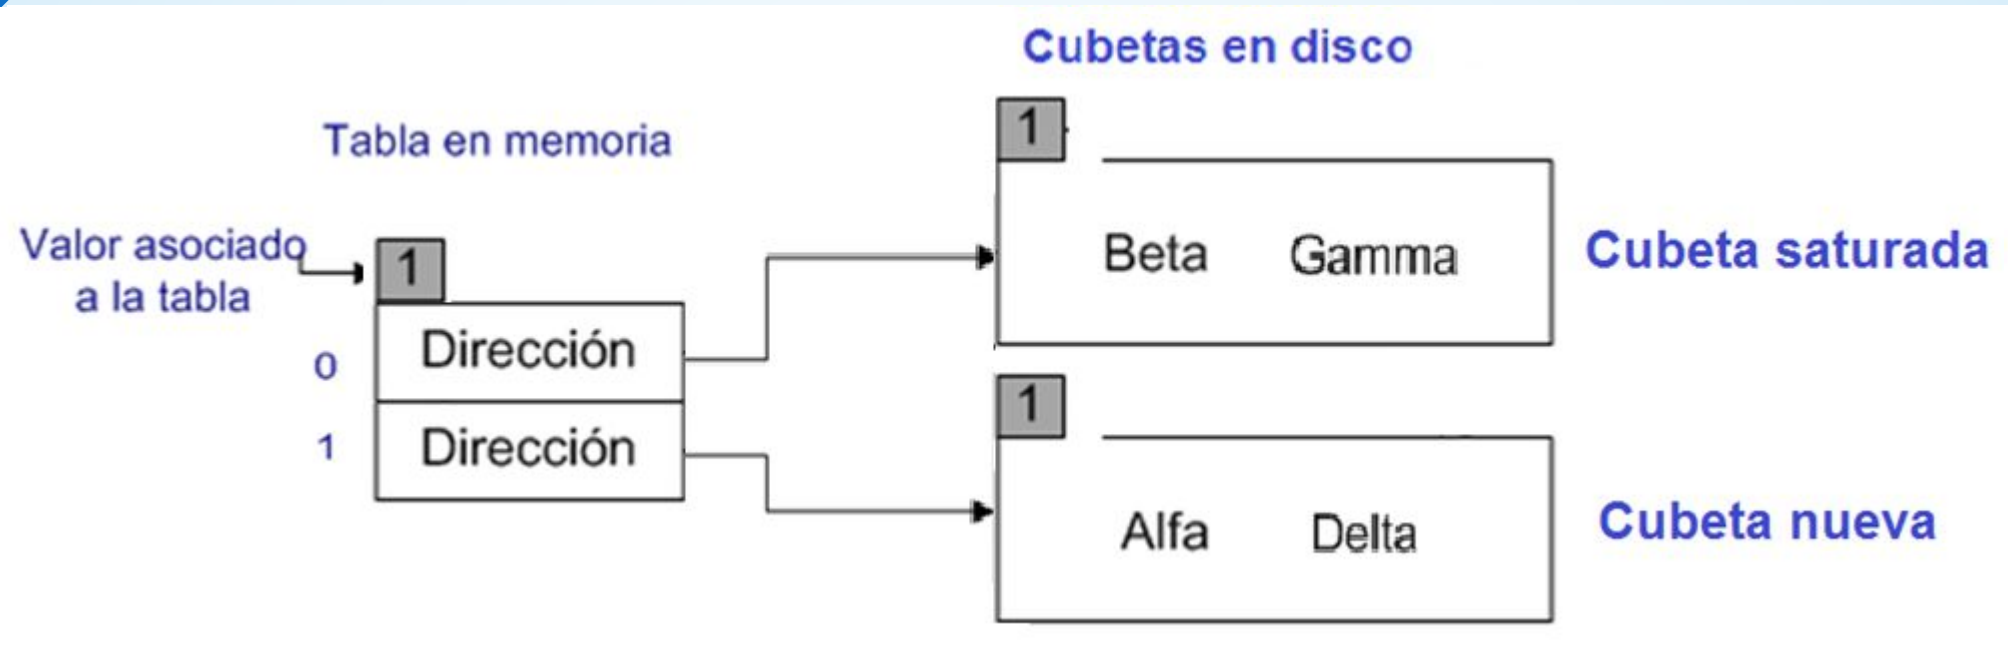 Cubetas en disco
1
Tabla en memoria
Valor asociado
a la tabla
1
0
Dirección
1
Dirección
Beta Gamma
Cubeta saturada
1
Alfa Delta
Cubeta nueva